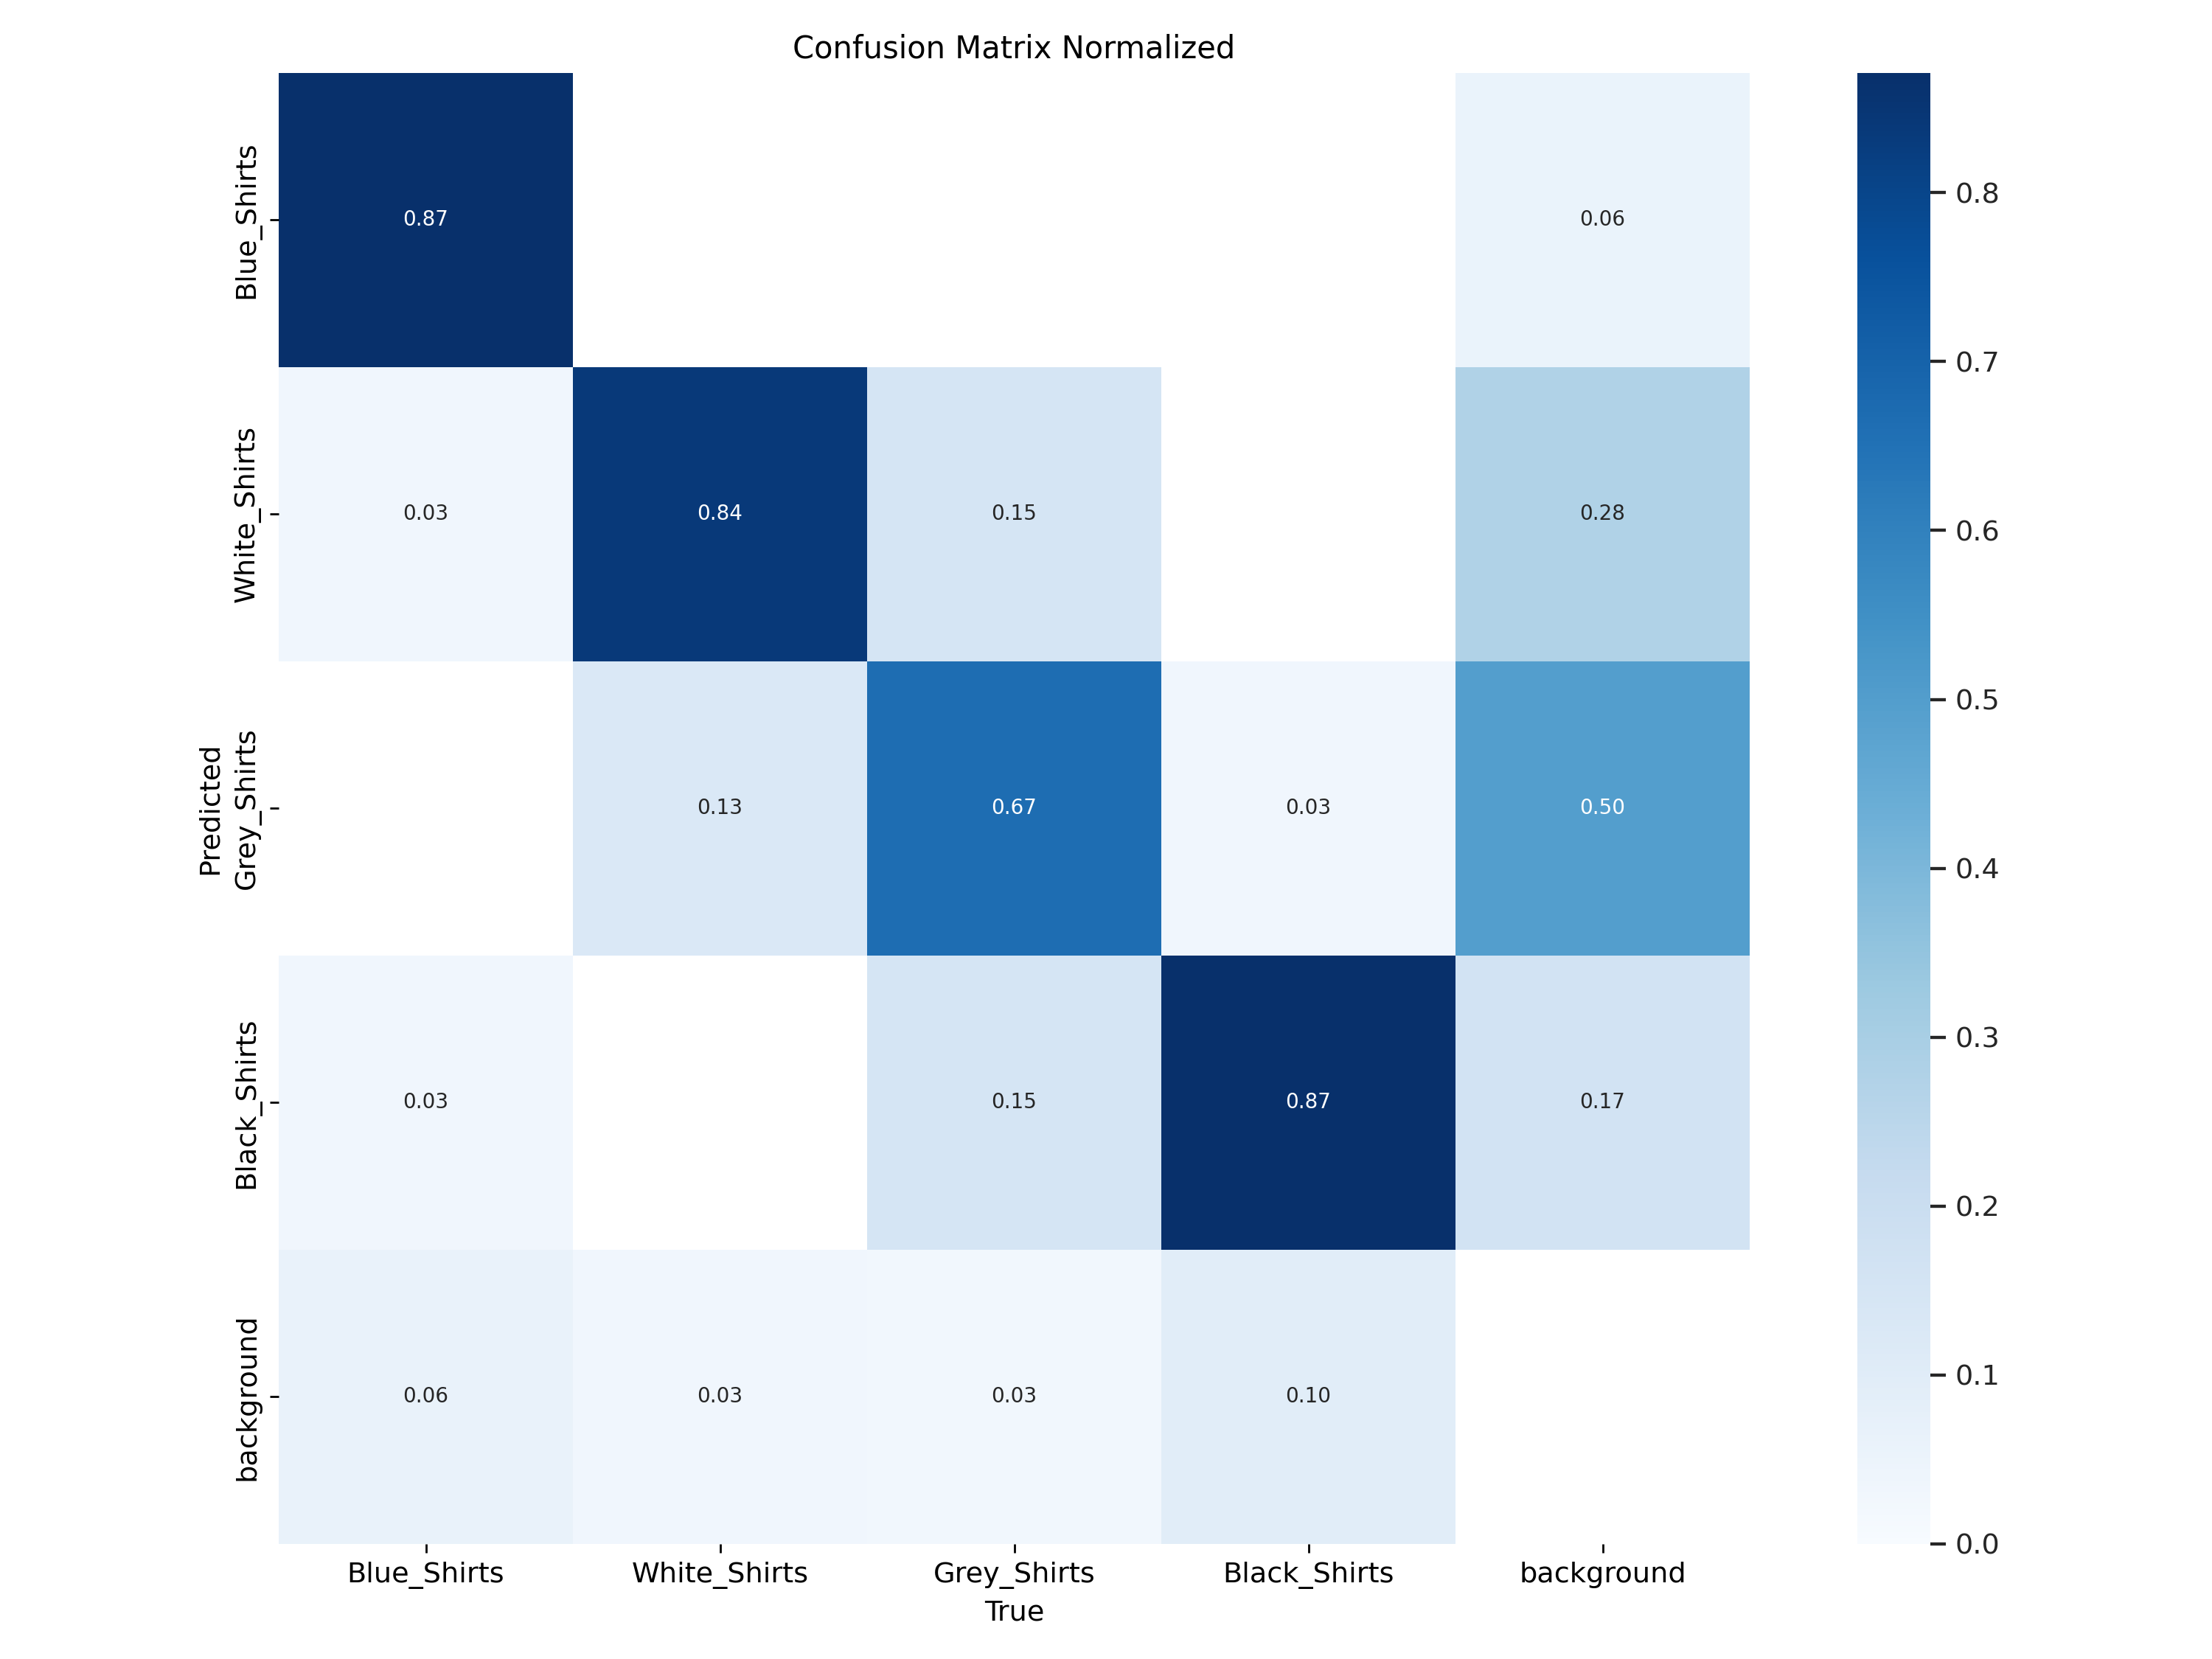 Confusion Matrix Normalized
Predicted
Blue_Shirts
0.87
0.06
White_Shirts
0.03
0.84
0.15
0.28
Grey_Shirts
0.13
0.67
0.03
0.50
Black_Shirts
0.03
0.15
0.87
0.17
background
0.06
0.03
0.03
0.10
Blue_Shirts
White_Shirts
Grey_Shirts
Black_Shirts
background
True
0.8
0.7
0.6
0.5
0.4
0.3
0.2
0.1
0.0